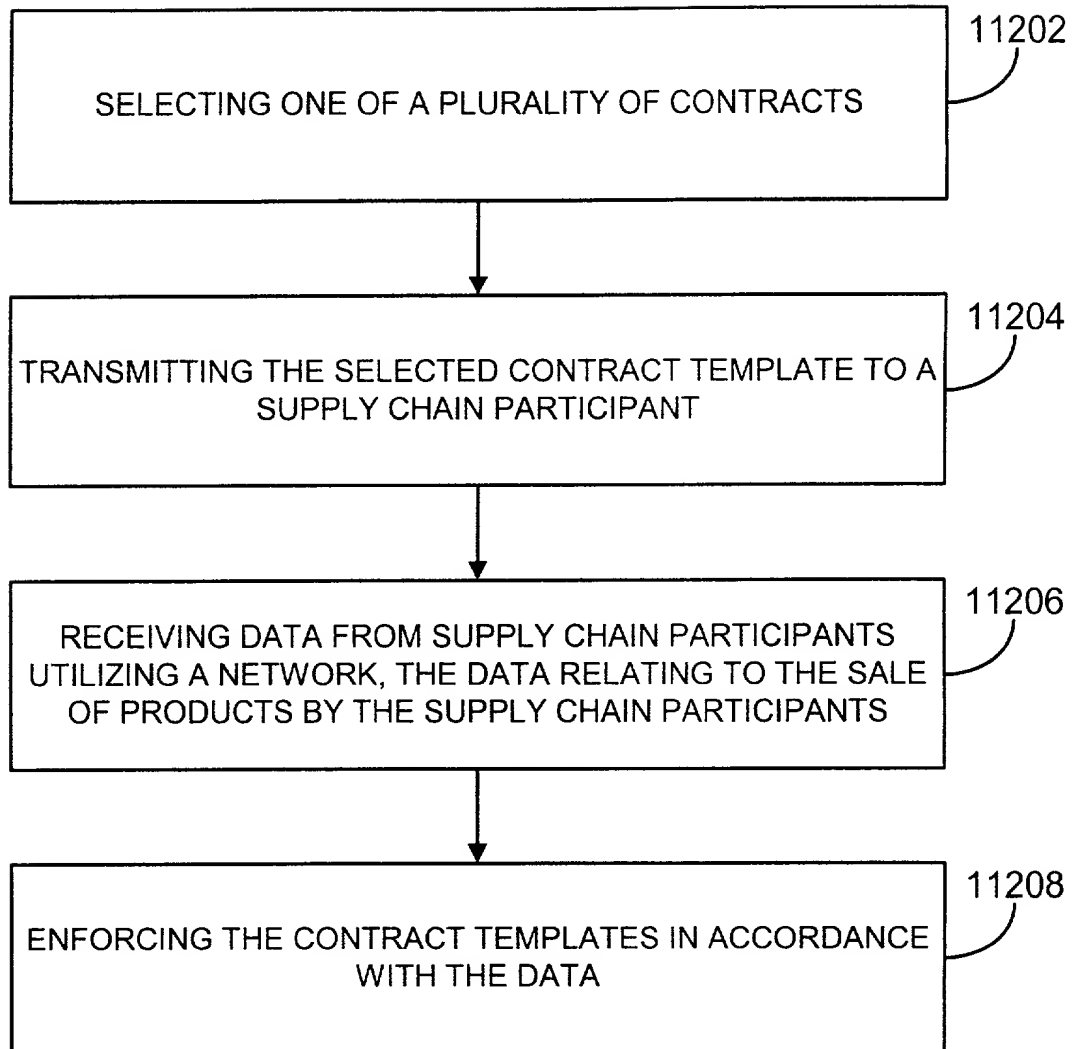 11202
SELECTING ONE OF A PLURALITY OF CONTRACTS
11204
TRANSMITTING THE SELECTED CONTRACT TEMPLATE TO A
SUPPLY CHAIN PARTICIPANT
11206
RECEIVING DATA FROM SUPPLY CHAIN PARTICIPANTS
UTILIZING A NETWORK, THE DATA RELATING TO THE SALE
OF PRODUCTS BY THE SUPPLY CHAIN PARTICIPANTS
11208
ENFORCING THE CONTRACT TEMPLATES IN ACCORDANCE
WITH THE DATA